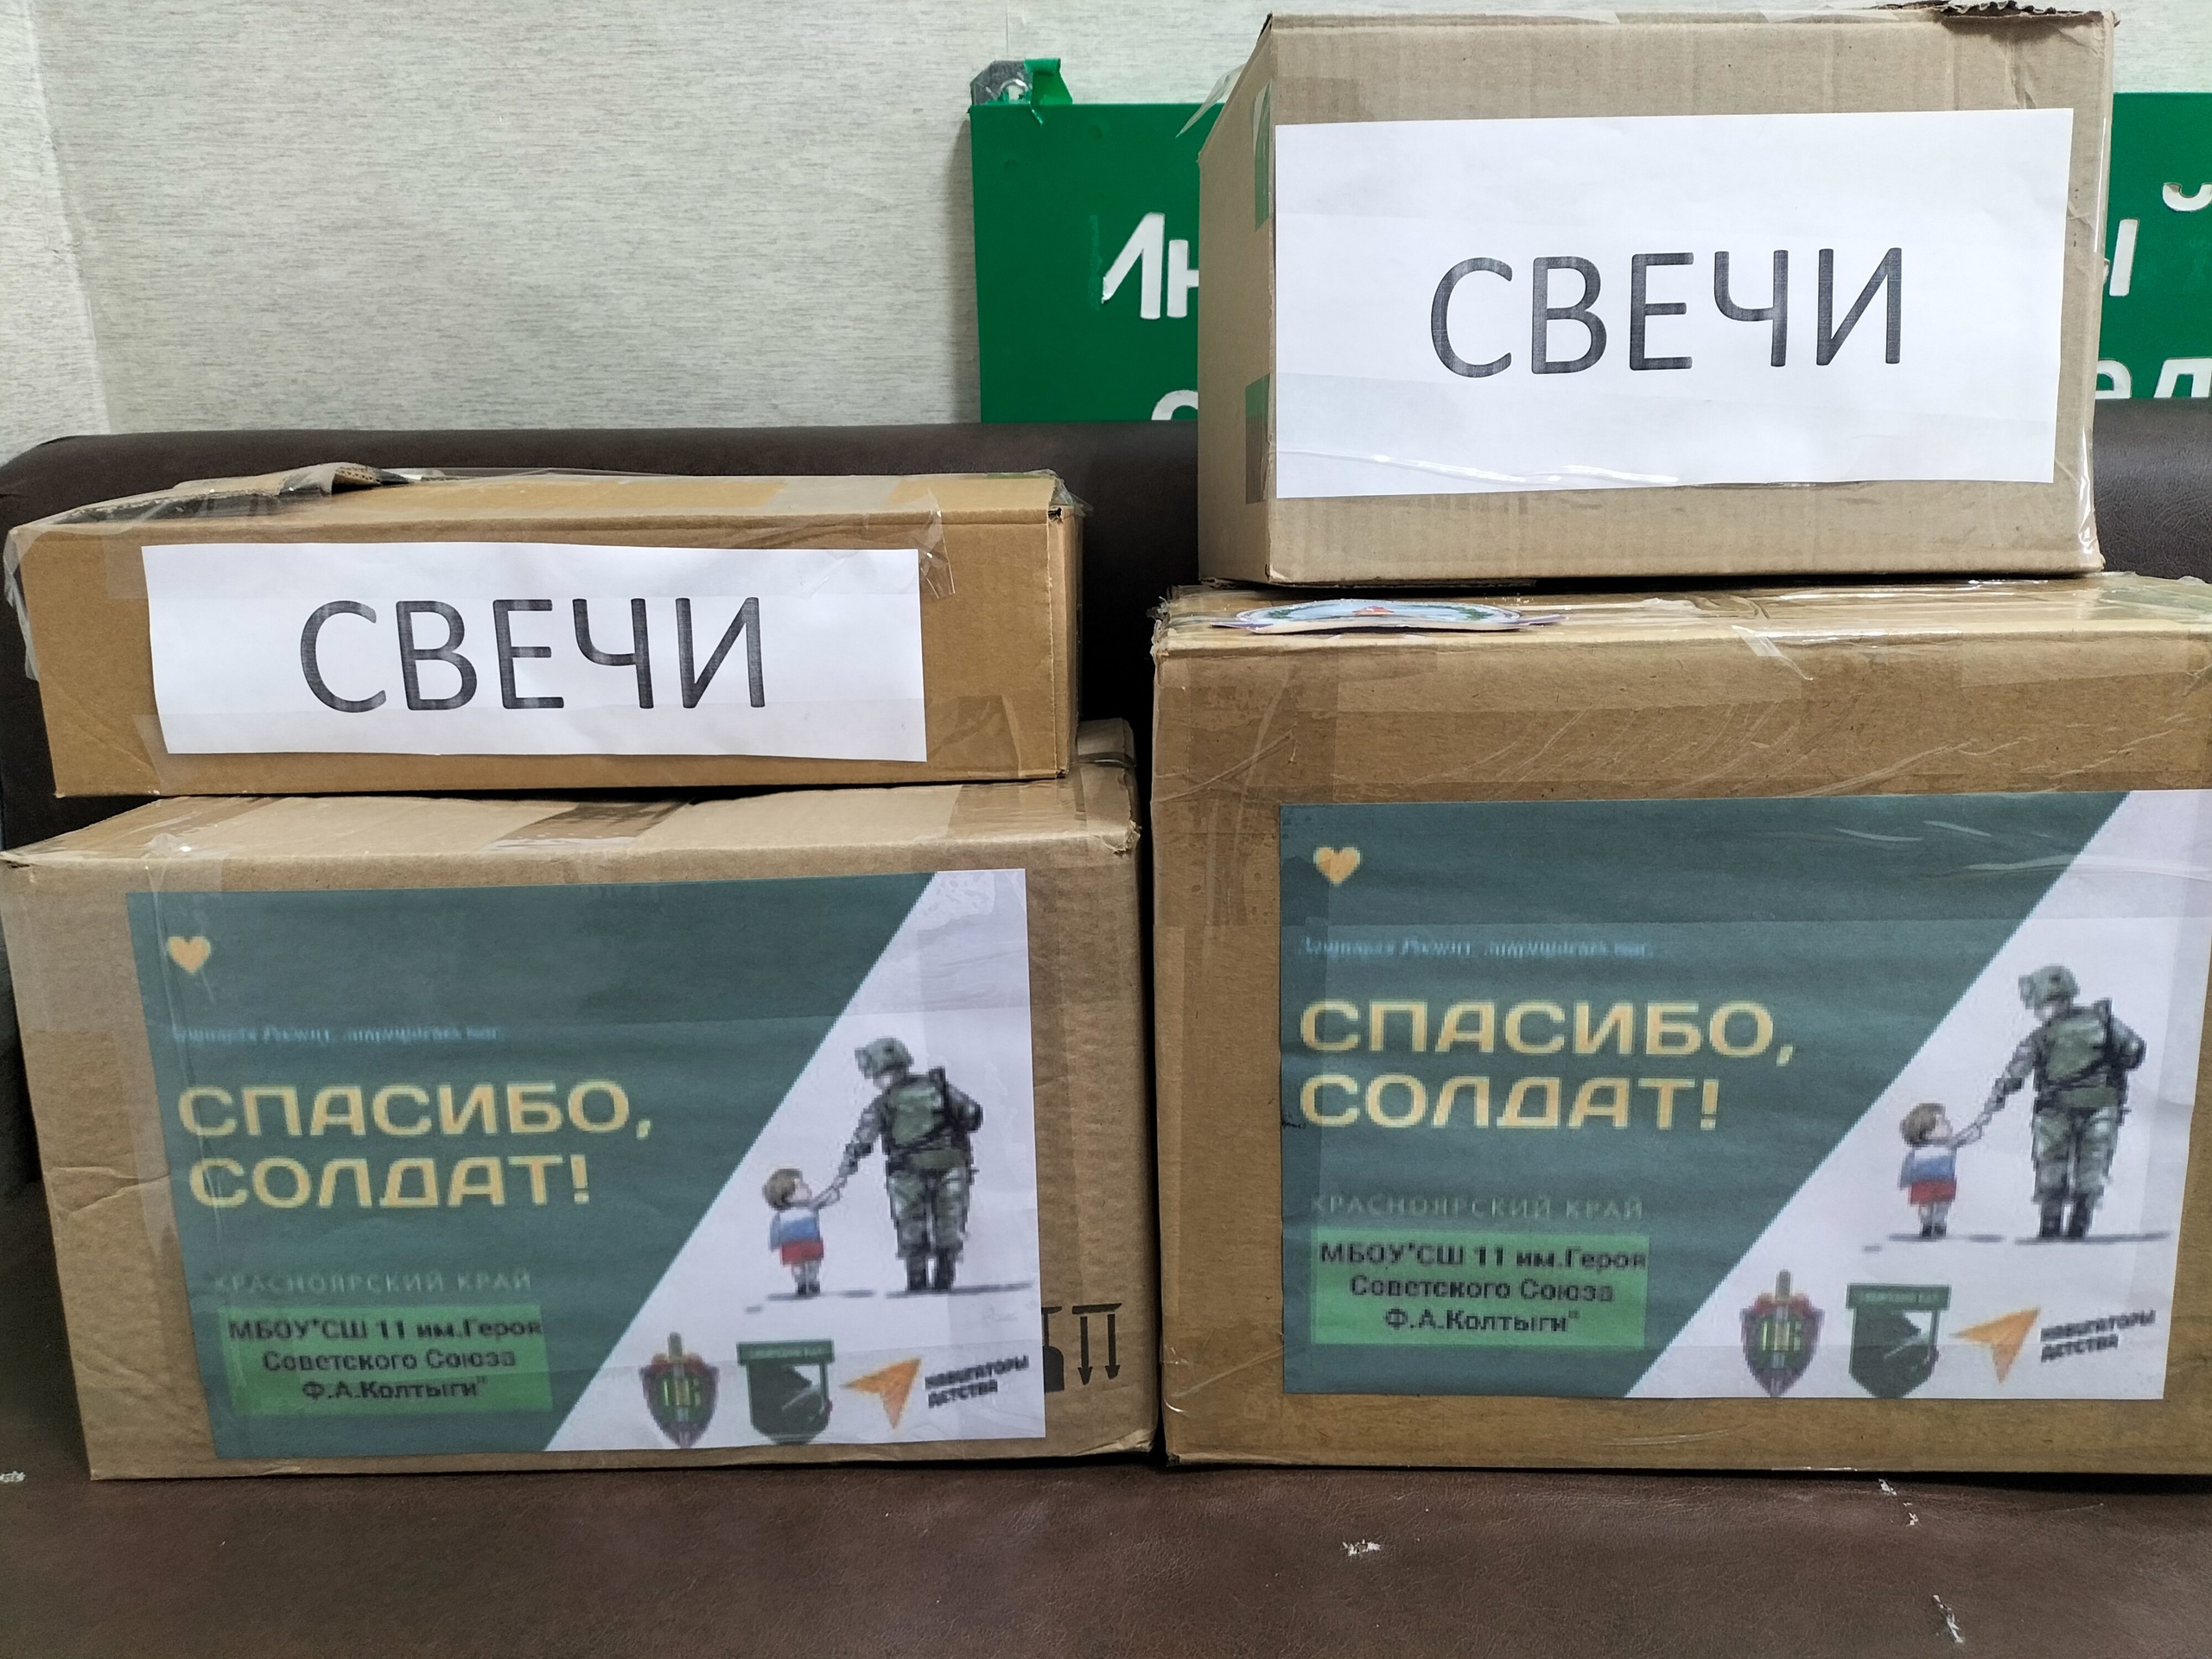 СВЕЧИ
СВЕЧИ
СПАСИБО,
СОЛДАТ!
КРАСНОЯРСКИЙ КРАЙ
МБОУ"СШ 11 им.Героя
Советского Союза
Ф.А.Колтыги"
НАВИГАТОРЫ
ДЕТСТВА
СПАСИБО,
СОЛДАТ!
КРАСНОЯРСКИЙ КРАЙ
МБОУ"СШ 11 им.Героя
Советского Союза
Ф.А.Колтыги"
НАВИГАТОРЫ
ДЕТСТВА